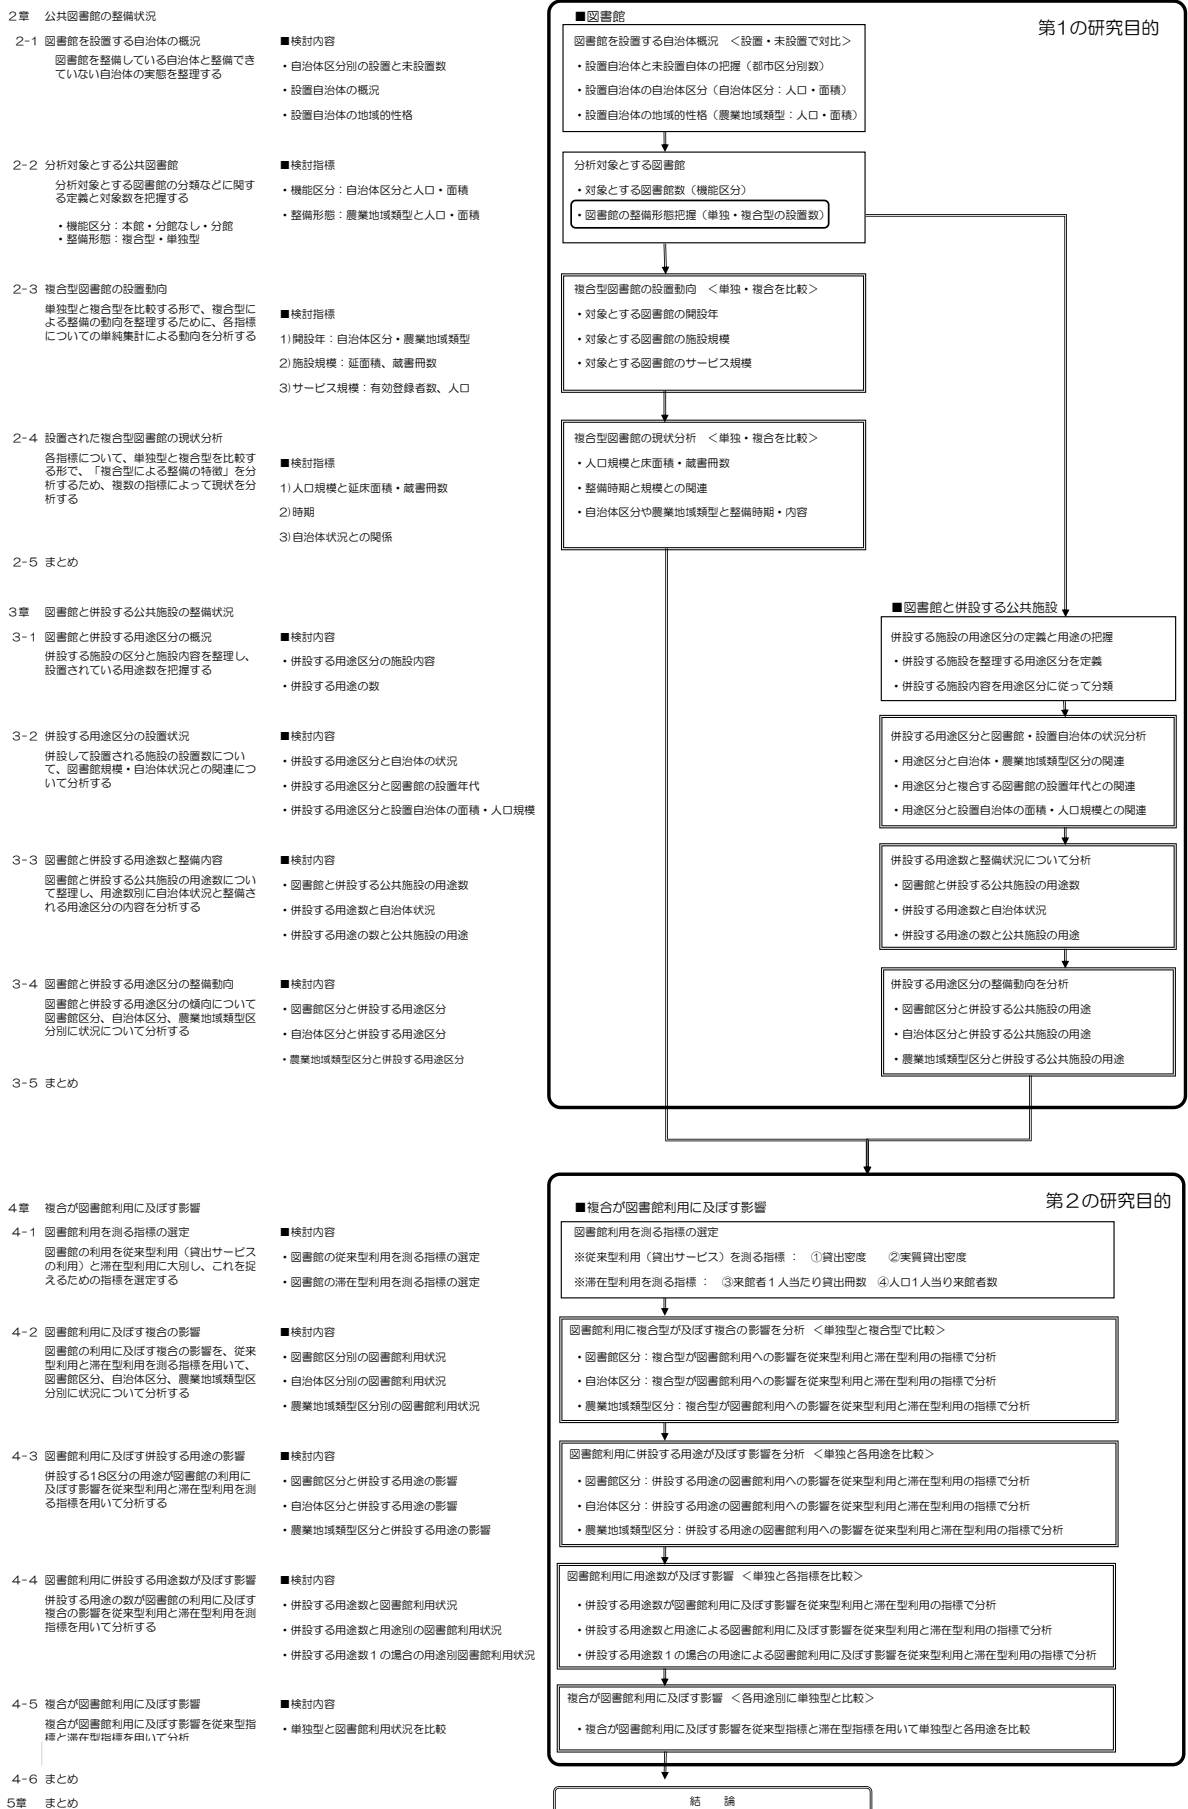 2章　公共図書館の整備状況
2-1 図書館を設置する自治体の概況
図書館を整備している自治体と整備でき
ていない自治体の実態を整理する
■検討内容
・自治体区分別の設置と未設置数
・設置自治体の概況
・設置自治体の地域的性格
2-2 分析対象とする公共図書館
分析対象とする図書館の分類などに関す
る定義と対象数を把握する
・機能区分：本館・分館なし・分館
・整備形態：複合型・単独型
■検討指標
・機能区分：自治体区分と人口・面積
・整備形態：農業地域類型と人口・面積
2-3 複合型図書館の設置動向
単独型と複合型を比較する形で、複合型に
よる整備の動向を整理するために、各指標
についての単純集計による動向を分析する
■検討指標
1)開設年：自治体区分・農業地域類型
2)施設規模：延面積、蔵書冊数
3)サービス規模：有効登録者数、人口
2-4 設置された複合型図書館の現状分析
各指標について、単独型と複合型を比較す
る形で、「複合型による整備の特徴」を分
析するため、複数の指標によって現状を分
析する
■検討指標
1)人口規模と延床面積・蔵書冊数
2)時期
3)自治体状況との関係
2-5 まとめ
3章　図書館と併設する公共施設の整備状況
3-1 図書館と併設する用途区分の概況
併設する施設の区分と施設内容を整理し、
設置されている用途数を把握する
■検討内容
・併設する用途区分の施設内容
・併設する用途の数
3-2 併設する用途区分の設置状況
併設して設置される施設の設置数につい
て、図書館規模・自治体状況との関連につ
いて分析する
■検討内容
・併設する用途区分と自治体の状況
・併設する用途区分と図書館の設置年代
・併設する用途区分と設置自治体の面積・人口規模
3-3 図書館と併設する用途数と整備内容
図書館と併設する公共施設の用途数につい
て整理し、用途数別に自治体状況と整備さ
れる用途区分の内容を分析する
■検討内容
・図書館と併設する公共施設の用途数
・併設する用途数と自治体状況
・併設する用途の数と公共施設の用途
3-4 図書館と併設する用途区分の整備動向
図書館と併設する用途区分の傾向について
図書館区分、自治体区分、農業地域類型区
分別に状況について分析する
■検討内容
・図書館区分と併設する用途区分
・自治体区分と併設する用途区分
・農業地域類型区分と併設する用途区分
3-5 まとめ
第1の研究目的
■図書館
図書館を設置する自治体概況　＜設置・未設置で対比＞
・設置自治体と未設置自体の把握（都市区分別数）
・設置自治体の自治体区分（自治体区分：人口・面積）
・設置自治体の地域的性格（農業地域類型：人口・面積）
分析対象とする図書館
・対象とする図書館数（機能区分）
・図書館の整備形態把握（単独・複合型の設置数）
複合型図書館の設置動向　＜単独・複合を比較＞
・対象とする図書館の開設年
・対象とする図書館の施設規模
・対象とする図書館のサービス規模
複合型図書館の現状分析　＜単独・複合を比較＞
・人口規模と床面積・蔵書冊数
・整備時期と規模との関連
・自治体区分や農業地域類型と整備時期・内容
■図書館と併設する公共施設
併設する施設の用途区分の定義と用途の把握
・併設する施設を整理する用途区分を定義
・併設する施設内容を用途区分に従って分類
併設する用途区分と図書館・設置自治体の状況分析
・用途区分と自治体・農業地域類型区分の関連
・用途区分と複合する図書館の設置年代との関連
・用途区分と設置自治体の面積・人口規模との関連
併設する用途数と整備状況について分析
・図書館と併設する公共施設の用途数
・併設する用途数と自治体状況
・併設する用途の数と公共施設の用途
併設する用途区分の整備動向を分析
・図書館区分と併設する公共施設の用途
・自治体区分と併設する公共施設の用途
・農業地域類型区分と併設する公共施設の用途
4章　複合が図書館利用に及ぼす影響
4-1 図書館利用を測る指標の選定
図書館の利用を従来型利用（貸出サービス
の利用）と滞在型利用に大別し、これを捉
えるための指標を選定する
■検討内容
・図書館の従来型利用を測る指標の選定
・図書館の滞在型利用を測る指標の選定
4-2 図書館利用に及ぼす複合の影響
図書館の利用に及ぼす複合の影響を、従来
型利用と滞在型利用を測る指標を用いて、
図書館区分、自治体区分、農業地域類型区
分別に状況について分析する
■検討内容
・図書館区分別の図書館利用状況
・自治体区分別の図書館利用状況
・農業地域類型区分別の図書館利用状況
4-3 図書館利用に及ぼす併設する用途の影響
併設する18区分の用途が図書館の利用に
及ぼす影響を従来型利用と滞在型利用を測
る指標を用いて分析する
■検討内容
・図書館区分と併設する用途の影響
・自治体区分と併設する用途の影響
・農業地域類型区分と併設する用途の影響
4-4 図書館利用に併設する用途数が及ぼす影響
併設する用途の数が図書館の利用に及ぼす
複合の影響を従来型利用と滞在型利用を測
指標を用いて分析する
■検討内容
・併設する用途数と図書館利用状況
・併設する用途数と用途別の図書館利用状況
・併設する用途数１の場合の用途別図書館利用状況
4-5 複合が図書館利用に及ぼす影響
複合が図書館利用に及ぼす影響を従来型指
標と滞在型指標を用いて分析
■検討内容
・単独型と図書館利用状況を比較
4-6 まとめ
5章　まとめ
第２の研究目的
■複合が図書館利用に及ぼす影響
図書館利用を測る指標の選定
※従来型利用（貸出サービス）を測る指標：　①貸出密度　②実質貸出密度
※滞在型利用を測る指標：　③来館者１人当たり貸出冊数　④人口1人当り来館者数
図書館利用に複合型が及ぼす複合の影響を分析　＜単独型と複合型で比較＞
・図書館区分：複合型が図書館利用への影響を従来型利用と滞在型利用の指標で分析
・自治体区分：複合型が図書館利用への影響を従来型利用と滞在型利用の指標で分析
・農業地域類型区分：複合型が図書館利用への影響を従来型利用と滞在型利用の指標で分析
図書館利用に併設する用途が及ぼす影響を分析　＜単独と各用途を比較＞
・図書館区分：併設する用途の図書館利用への影響を従来型利用と滞在型利用の指標で分析
・自治体区分：併設する用途の図書館利用への影響を従来型利用と滞在型利用の指標で分析
・農業地域類型区分：併設する用途の図書館利用への影響を従来型利用と滞在型利用の指標で分析
図書館利用に用途数が及ぼす影響　＜単独と各指標を比較＞
・併設する用途数が図書館利用に及ぼす影響を従来型利用と滞在型利用の指標で分析
・併設する用途数と用途による図書館利用に及ぼす影響を従来型利用と滞在型利用の指標で分析
・併設する用途数１の場合の用途による図書館利用に及ぼす影響を従来型利用と滞在型利用の指標で分析
複合が図書館利用に及ぼす影響　＜各用途別に単独型と比較＞
・複合が図書館利用に及ぼす影響を従来型指標と滞在型指標を用いて単独型と各用途を比較
結　論